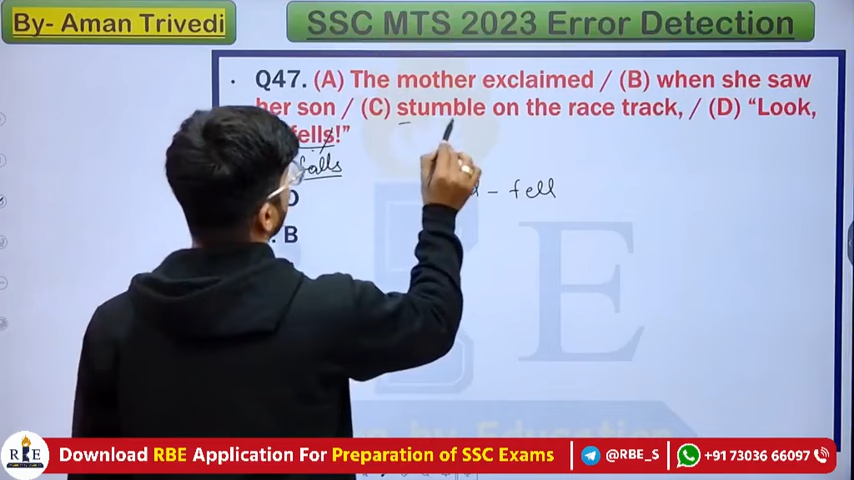 By- Aman Trivedi
SSC MTS 2023 Error Detection
Q47. (A) The mother exclaimed / (B) when she saw
her son / (C) stumble on the race track, / (D) “Look,
fells!”
falls
– fell
D
B
E
Download RBE Application For Preparation of SSC Exams
@RBE_S
+91 73036 66097